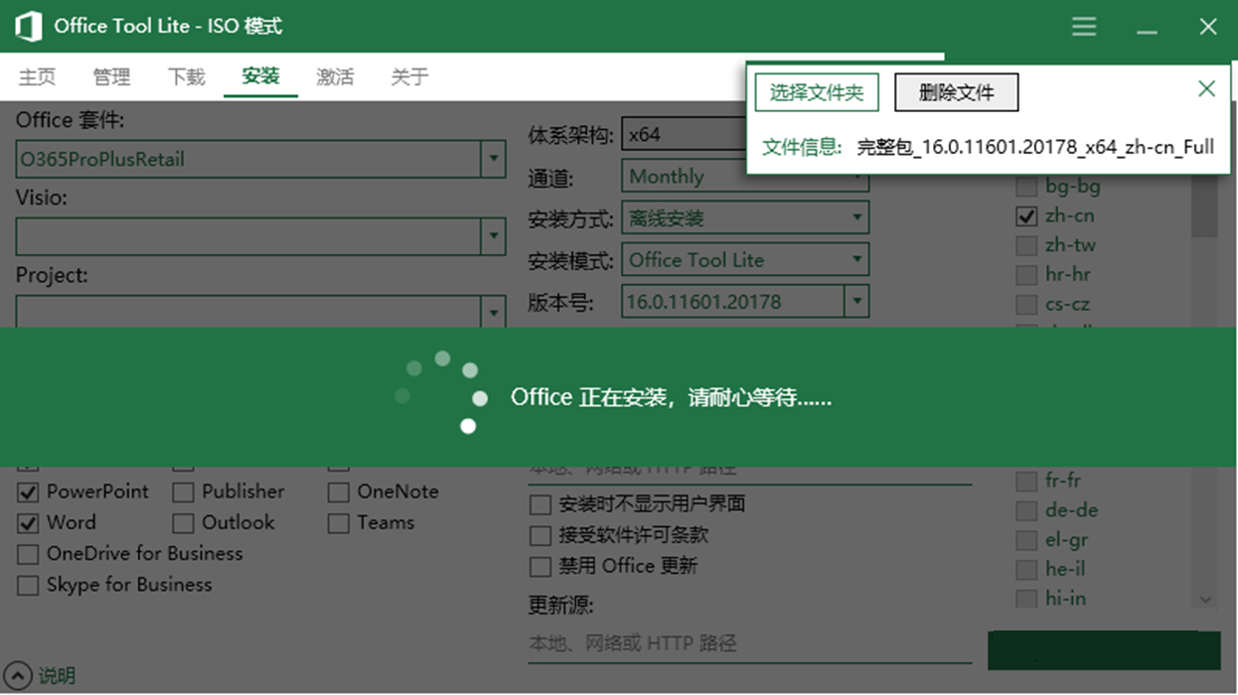 Office Tool Lite - ISO 模式
主页 管理 下载 安装 激活 关于
选择文件夹 删除文件
文件信息: 完整包_16.0.11601.20178_x64_zh-cn_Full
Office 套件:
O365ProPlusRetail
Visio:
Project:
体系架构: x64
通道: Monthly
安装方式: 离线安装
安装模式: Office Tool Lite
版本号: 16.0.11601.20178
bg-bg
zh-cn
zh-tw
hr-hr
cs-cz
Office 正在安装，请耐心等待......
PowerPoint Publisher OneNote
Word Outlook Teams
OneDrive for Business
Skype for Business
本地、网络或 HTTP 路径
安装时不显示用户界面
接受软件许可条款
禁用 Office 更新
更新源:
本地、网络或 HTTP 路径
fr-fr
de-de
el-gr
he-il
hi-in
说明